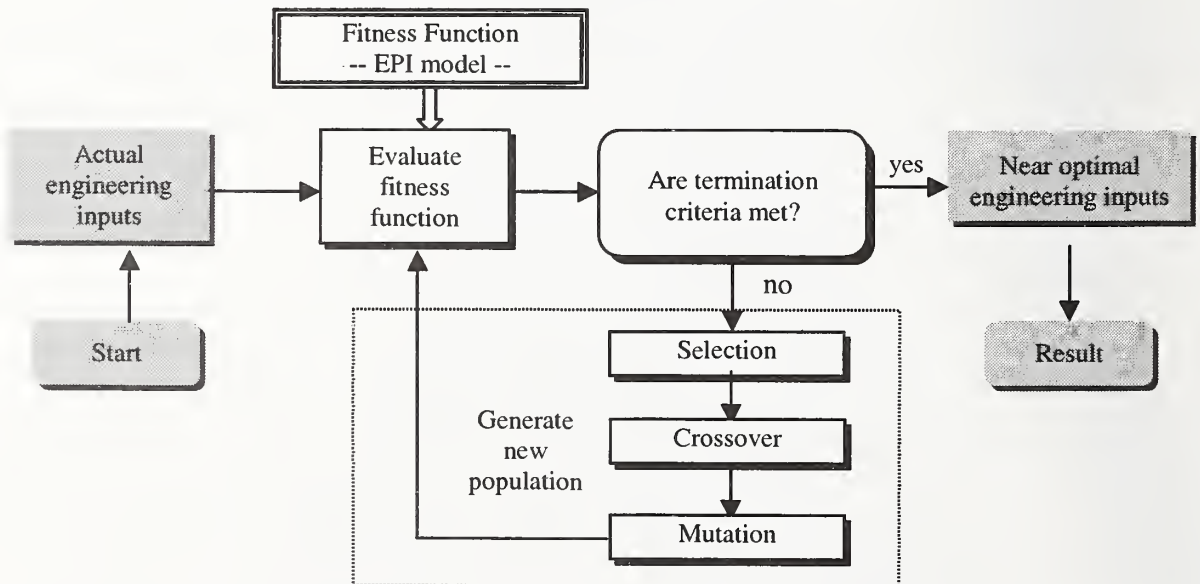 Fitness Function
-- EPI model --
Actual
engineering
inputs
Evaluate
fitness
function
Are termination
criteria met?
yes
Near optimal
engineering inputs
no
Start
Selection
Result
Generate
new
population
Crossover
Mutation